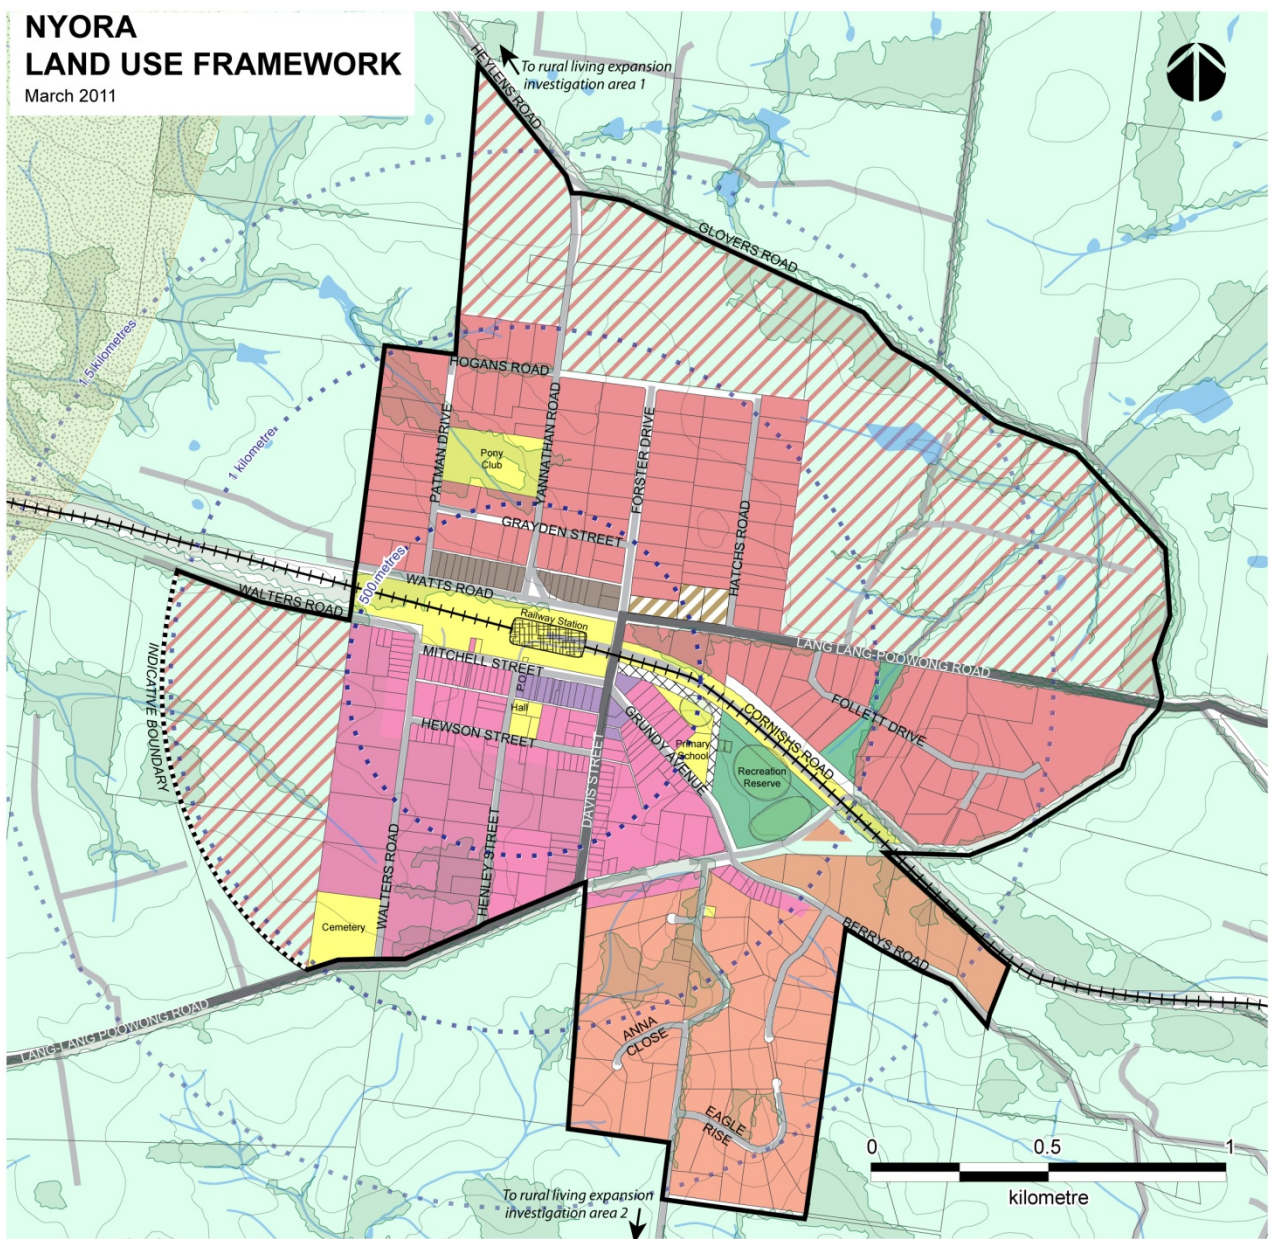 NYORA
LAND USE FRAMEWORK
March 2011
HEYLENS ROAD
To rural living expansion
investigation area 1
GLOVERS ROAD
1.5 kilometres
1 kilometre
500 metres
HOGANS ROAD
PATMAN DRIVE
YANNATHAN ROAD
FORSTER DRIVE
HATCHS ROAD
Pony
Club
GRAYDEN STREET
WATTS ROAD
WALTERS ROAD
Railway Station
LANG LANG-POOWONG ROAD
INDICATIVE BOUNDARY
MITCHELL STREET
P.O.
Hall
HEWSON STREET
GRUNDY AVENUE
CORNISHS ROAD
FOLLETT DRIVE
Primary
School
Recreation
Reserve
DAVIS STREET
WALTERS ROAD
HENLEY STREET
Cemetery
BERRYS ROAD
LANG-LANG POOWONG ROAD
ANNA
CLOSE
EAGLE
RISE
0 0.5 1
kilometre
To rural living expansion
investigation area 2